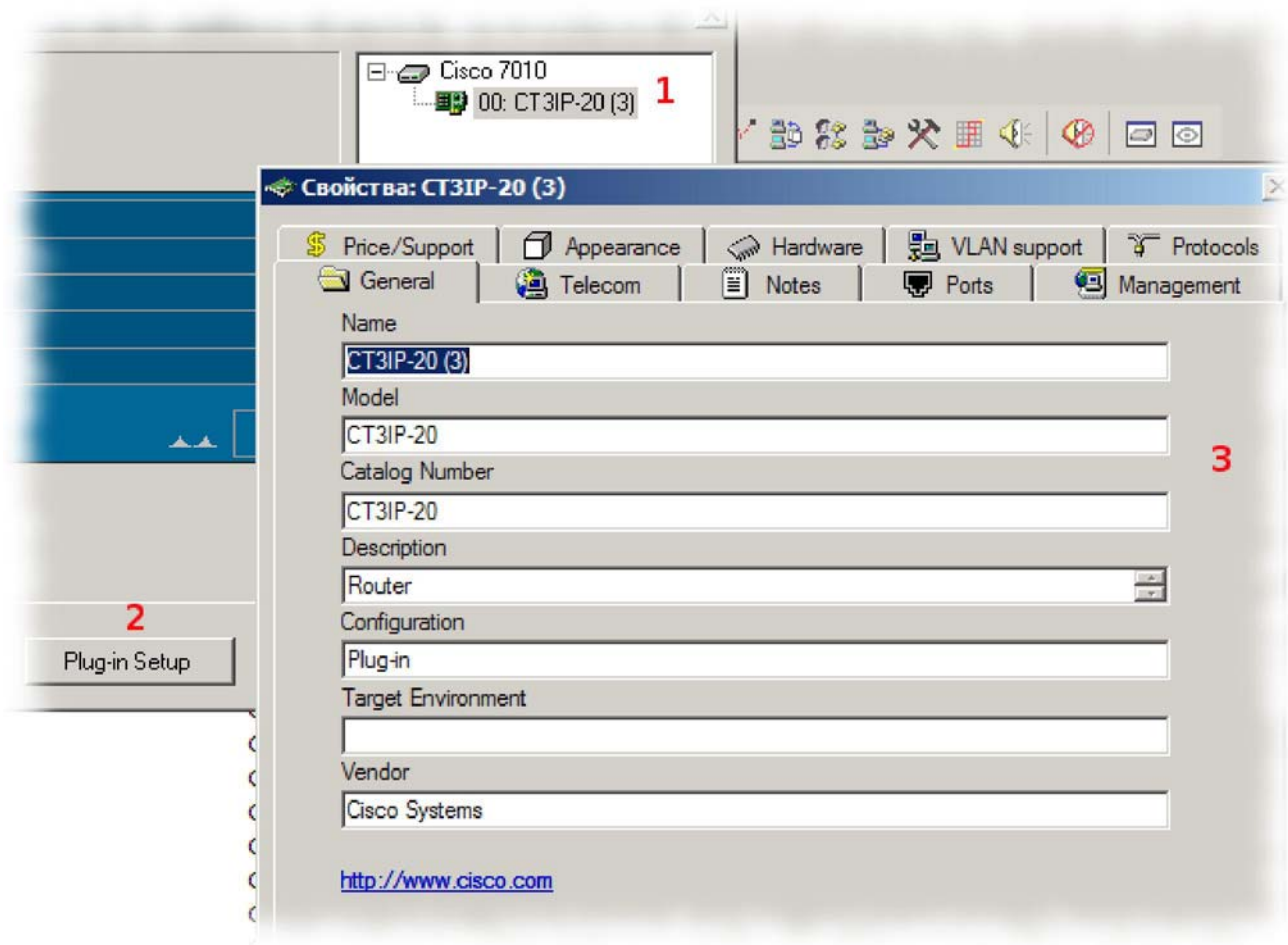 Cisco 7010
00: CT3IP-20 (3)
1
Свойства: CT3IP-20 (3)
Price/Support
Appearance
Hardware
VLAN support
Protocols
General
Telecom
Notes
Ports
Management
Name
CT3IP-20 (3)
Model
CT3IP-20
Catalog Number
CT3IP-20
3
Description
Router
2
Configuration
Plug-in Setup
Plug-in
Target Environment
Vendor
Cisco Systems
http://www.cisco.com